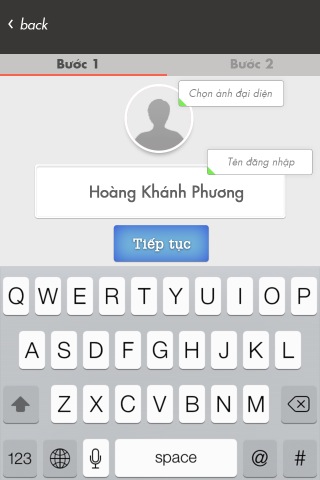 back
Bước 1 Bước 2
Chọn ảnh đại diện
Tên đăng nhập
Hoàng Khánh Phương
Tiếp tục
Q W E R T Y U I O P
A S D F G H J K L
Z X C V B N M
123 space @ #